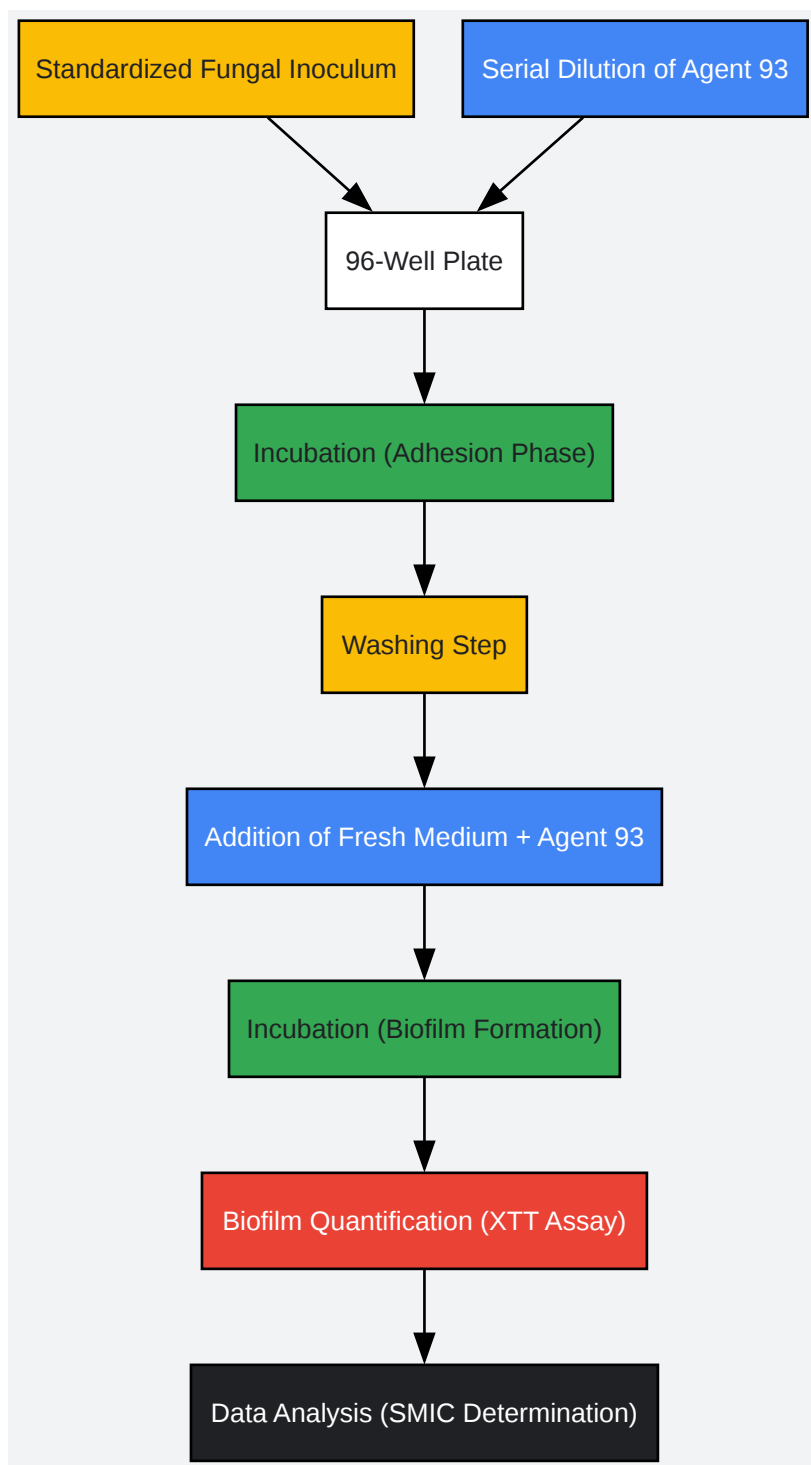 Standardized Fungal Inoculum
Serial Dilution of Agent 93
96-Well Plate
Incubation (Adhesion Phase)
Washing Step
Addition of Fresh Medium + Agent 93
Incubation (Biofilm Formation)
Biofilm Quantification (XTT Assay)
Data Analysis (SMIC Determination)